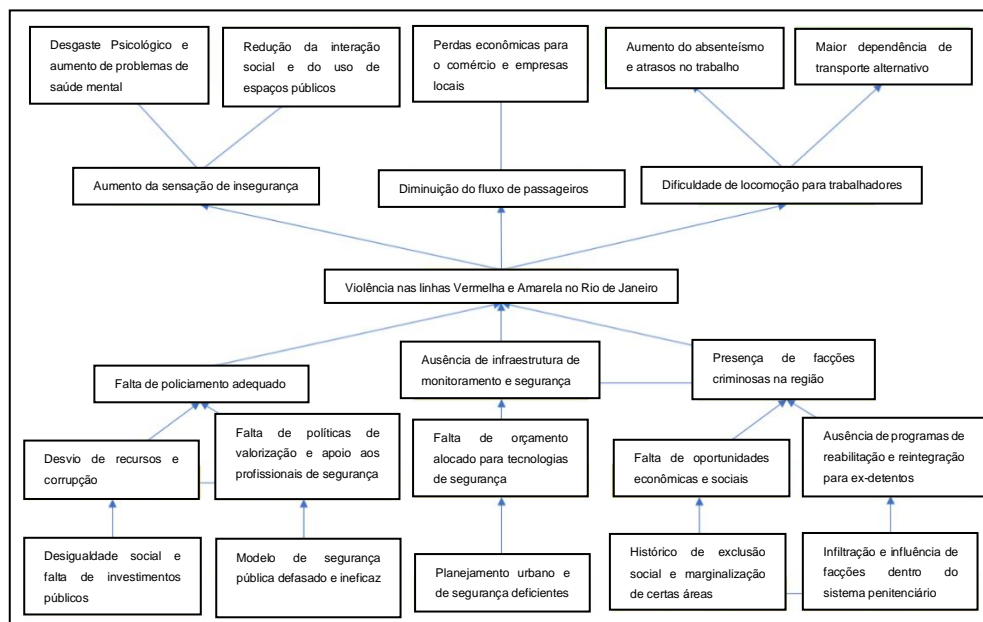 Desgaste Psicológico e
aumento de problemas de
saúde mental
Redução da interação
social e do uso de
espaços públicos
Perdas econômicas para
o comércio e empresas
locais
Aumento do absenteísmo
e atrasos no trabalho
Maior dependência de
transporte alternativo
Aumento da sensação de insegurança
Diminuição do fluxo de passageiros
Dificuldade de locomoção para trabalhadores
Violência nas linhas Vermelha e Amarela no Rio de Janeiro
Falta de policiamento adequado
Ausência de infraestrutura de
monitoramento e segurança
Presença de facções
criminosas na região
Desvio de recursos e
corrupção
Falta de políticas de
valorização e apoio aos
profissionais de segurança
Falta de orçamento
alocado para tecnologias
de segurança
Falta de oportunidades
econômicas e sociais
Ausência de programas de
reabilitação e reintegração
para ex-detentos
Desigualdade social e
falta de investimentos
públicos
Modelo de segurança
pública defasado e ineficaz
Planejamento urbano e
de segurança deficientes
Histórico de exclusão
social e marginalização
de certas áreas
Infiltração e influência de
facções dentro do
sistema penitenciário